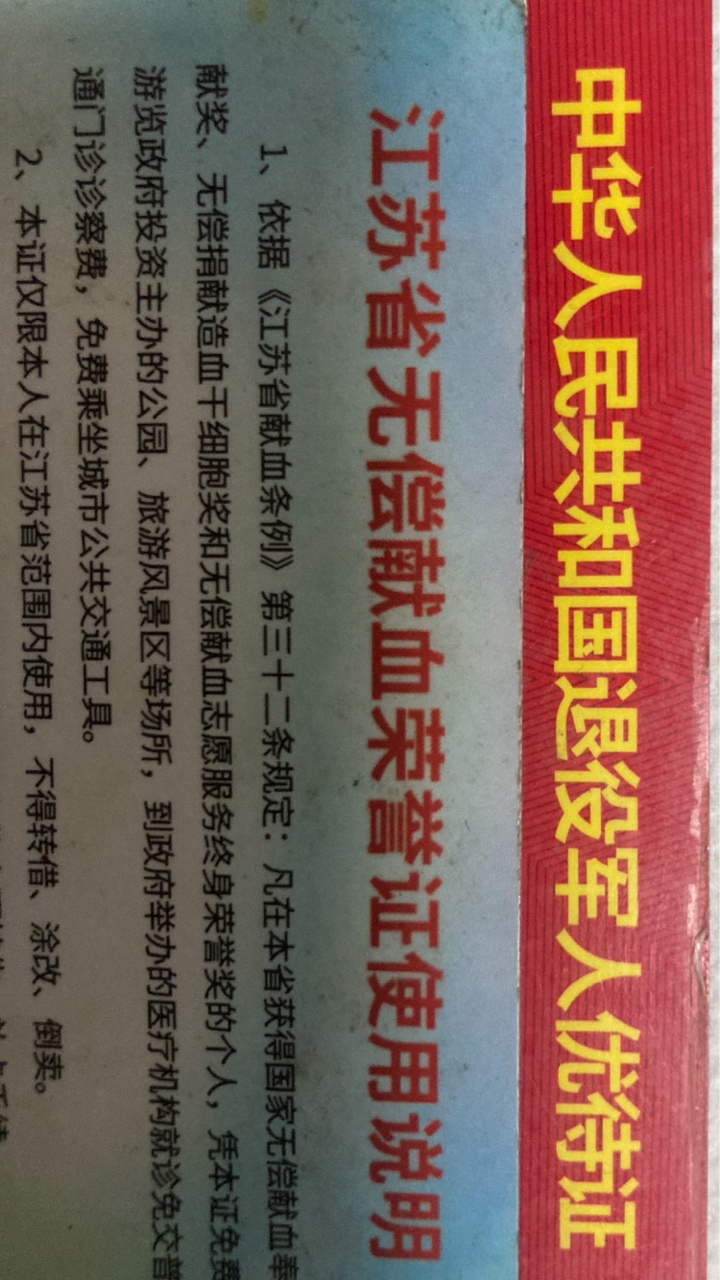 中华人民共和国退役军人优待证
江苏省无偿献血荣誉证使用说明
1、依据《江苏省献血条例》第三十二条规定：凡在本省获得国家无偿献血奉
献奖、无偿捐献造血干细胞奖和无偿献血志愿服务终身荣誉奖的个人，凭本证免费
游览政府投资主办的公园、旅游风景区等场所，到政府举办的医疗机构就诊免交普
通门诊诊察费，免费乘坐城市公共交通工具。
2、本证仅限本人在江苏省范围内使用，不得转借、涂改、倒卖。